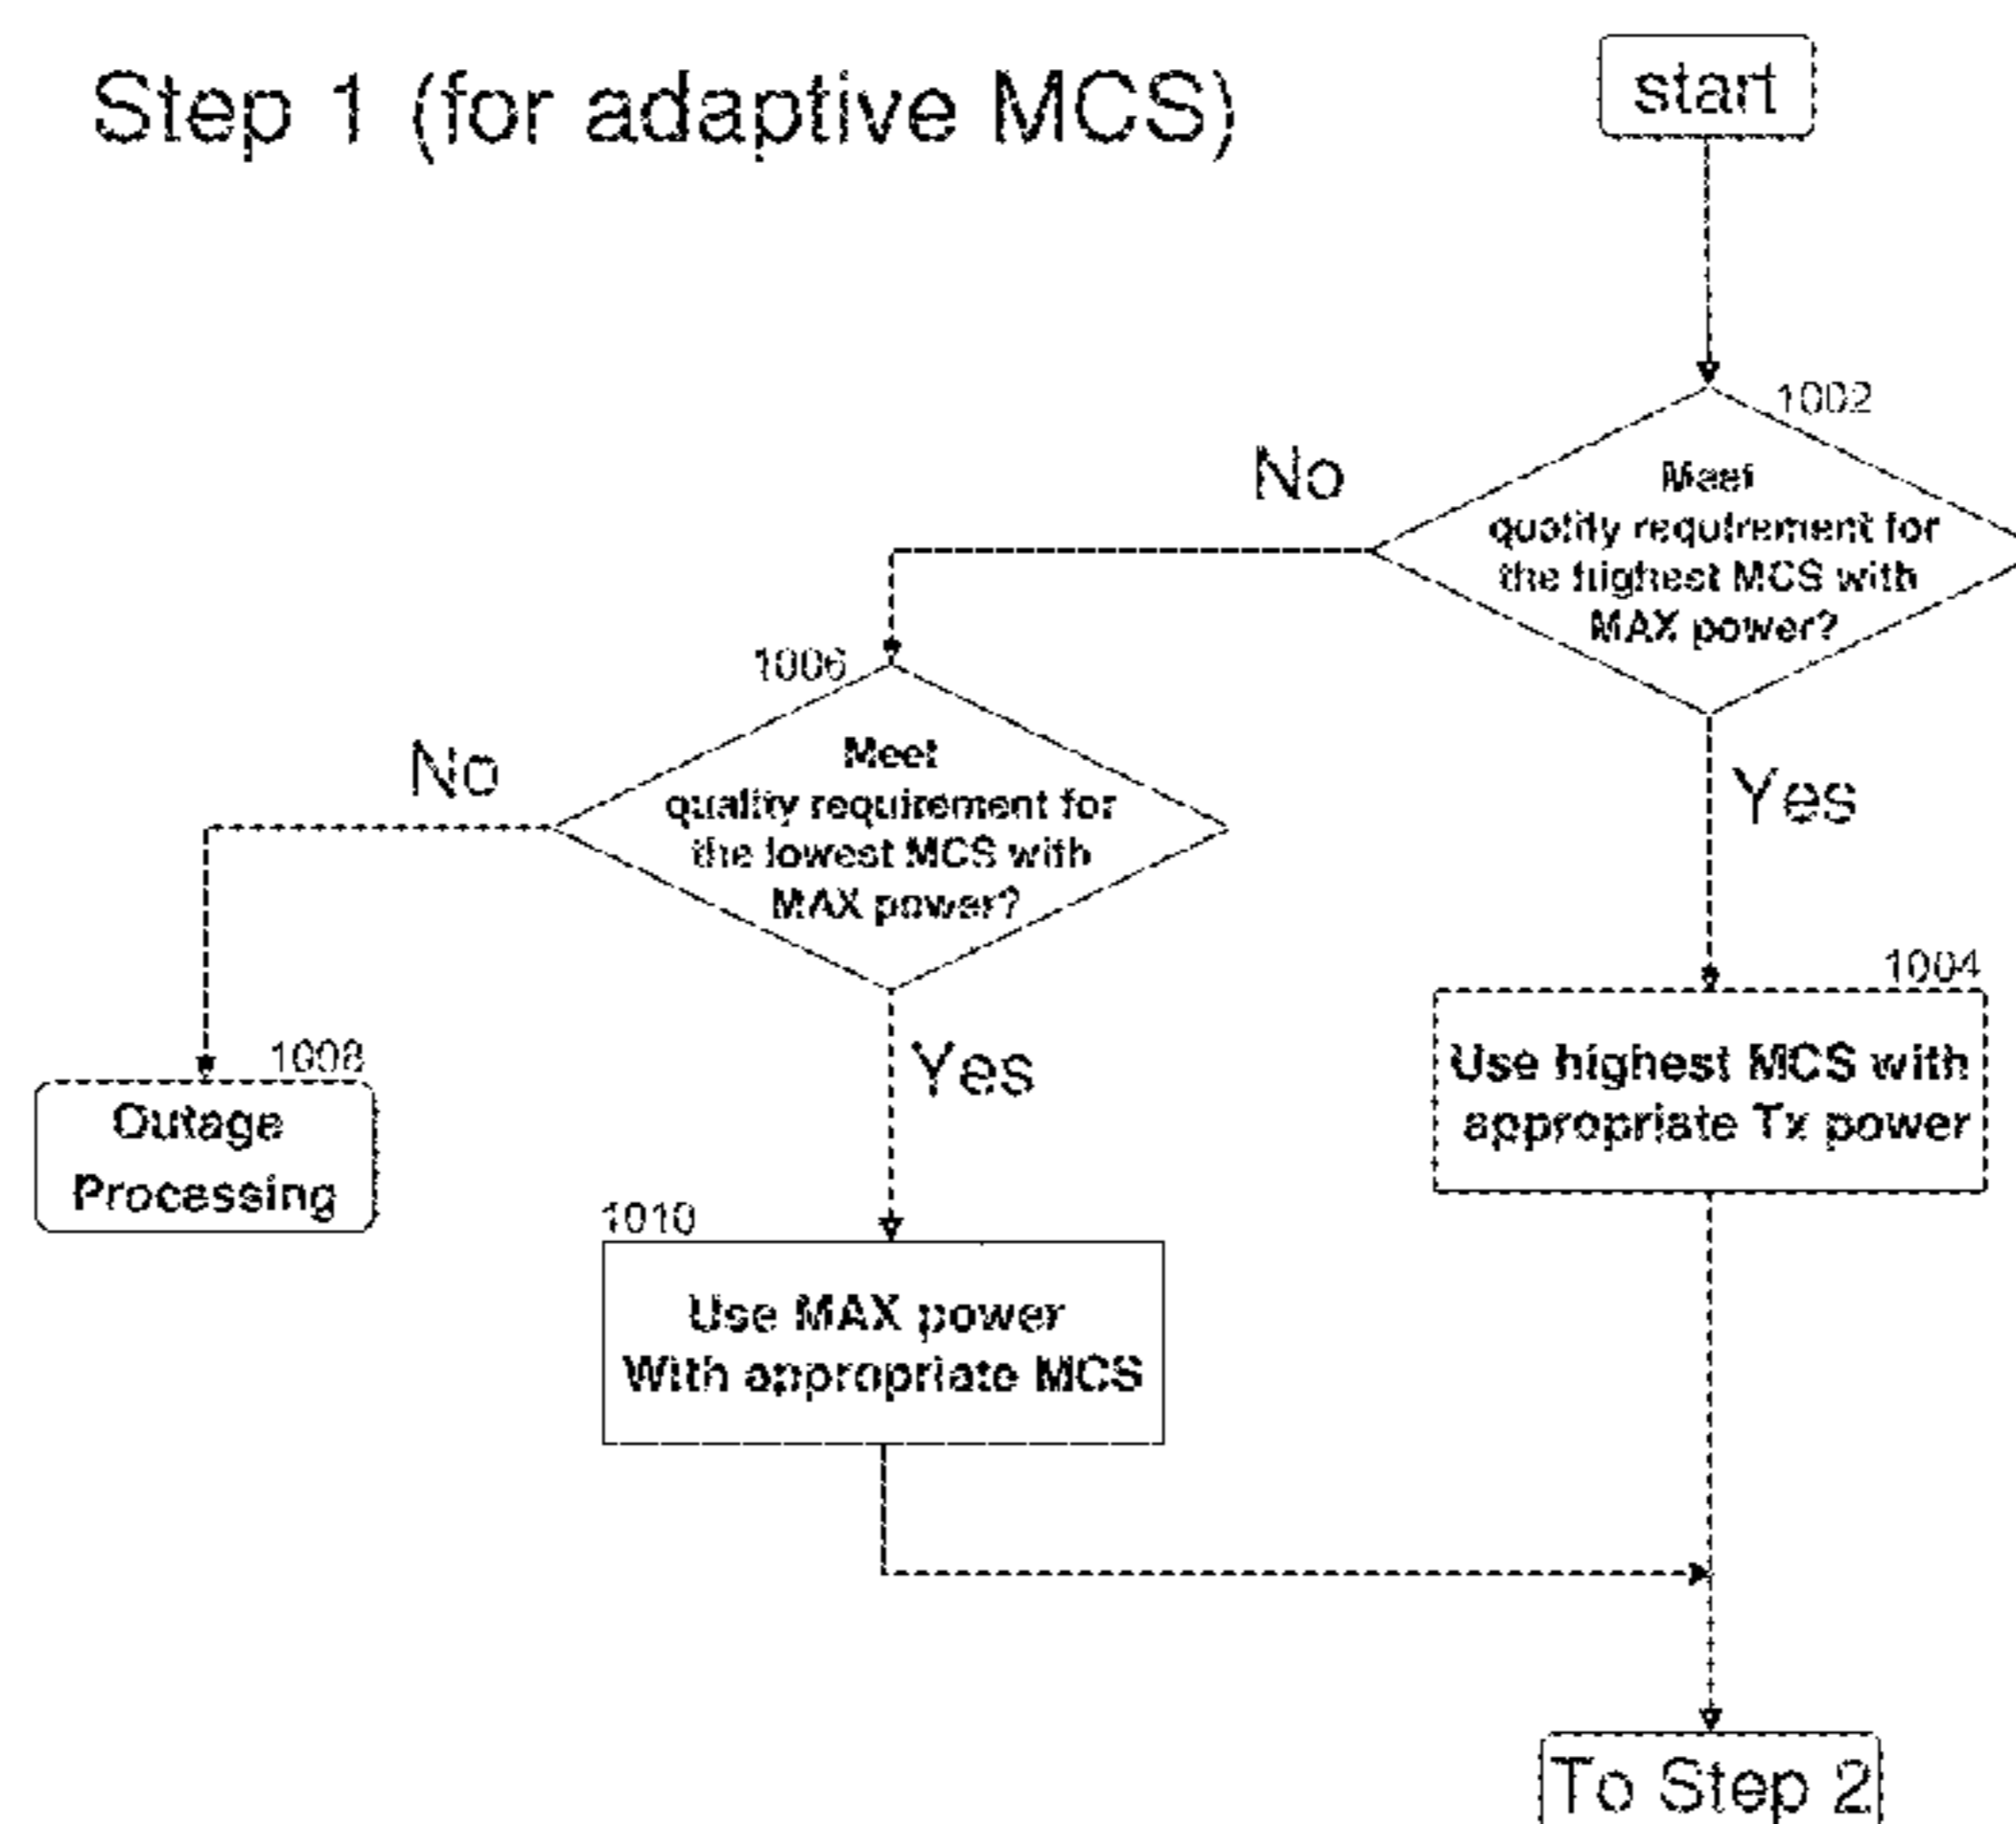 Step 1 (for adaptive MCS)
start
1002
Meet
quality requirement for
the highest MCS with
MAX power?
No
Yes
1006
Meet
quality requirement for
the lowest MCS with
MAX power?
No
Yes
1004
Use highest MCS with
appropriate Tx power
1008
Outage
Processing
1010
Use MAX power
With appropriate MCS
To Step 2